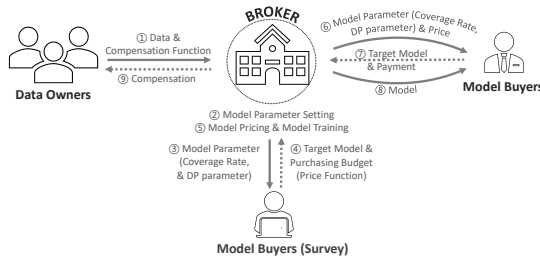 BROKER
① Data &
Compensation Function
⑨ Compensation
Data Owners
⑥ Model Parameter (Coverage Rate,
DP parameter) & Price
⑦ Target Model
& Payment
⑧ Model
Model Buyers
② Model Parameter Setting
⑤ Model Pricing & Model Training
③ Model Parameter
(Coverage Rate,
& DP parameter)
④ Target Model &
Purchasing Budget
(Price Function)
Model Buyers (Survey)